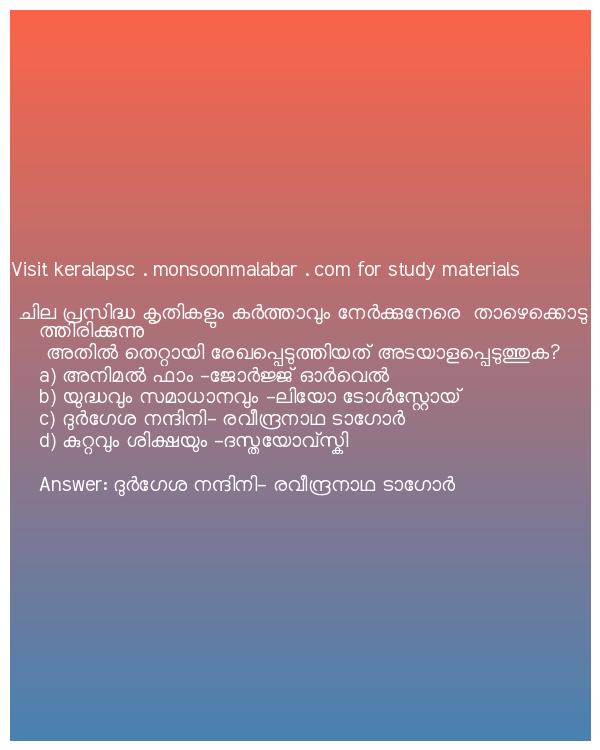 Visit keralapsc . monsoonmalabar . com for study materials
ചില പ്രസിദ്ധ കൃതികളും കർത്താവും നേർക്കുനേരെ താഴെക്കൊടു
ത്തിരിക്കുന്നു
അതിൽ തെറ്റായി രേഖപ്പെടുത്തിയത് അടയാളപ്പെടുത്തുക?
a) അനിമൽ ഫാം -ജോർജ്ജ് ഓർവെൽ
b) യുദ്ധവും സമാധാനവും -ലിയോ ടോൾസ്റ്റോയ്
c) ദുർഗേശ നന്ദിനി- രവീന്ദ്രനാഥ ടാഗോർ
d) കുറ്റവും ശിക്ഷയും -ദസ്തയോവ്സ്കി
Answer: ദുർഗേശ നന്ദിനി- രവീന്ദ്രനാഥ ടാഗോർ